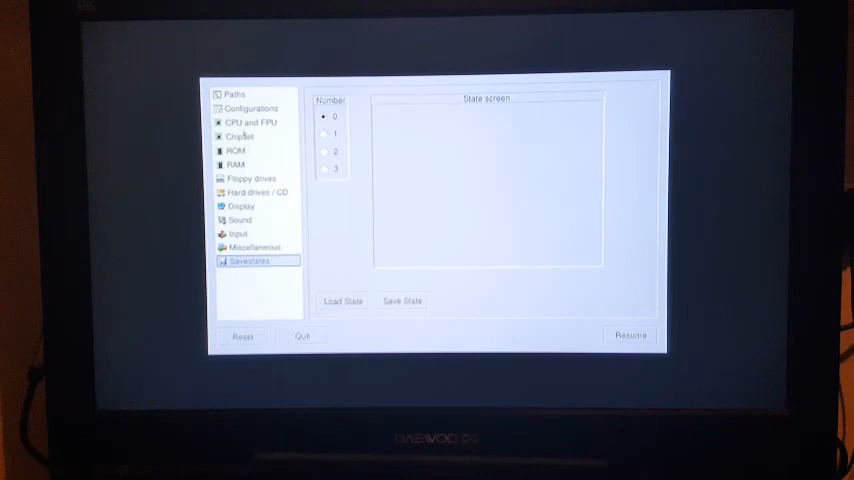 Paths
Configurations
CPU and FPU
Chipset
ROM
RAM
Floppy drives
Hard drives / CD
Display
Sound
Input
Miscellaneous
Savestates
Number
0
1
2
3
State screen
Load State
Save State
Reset
Quit
Resume
DAEWOO